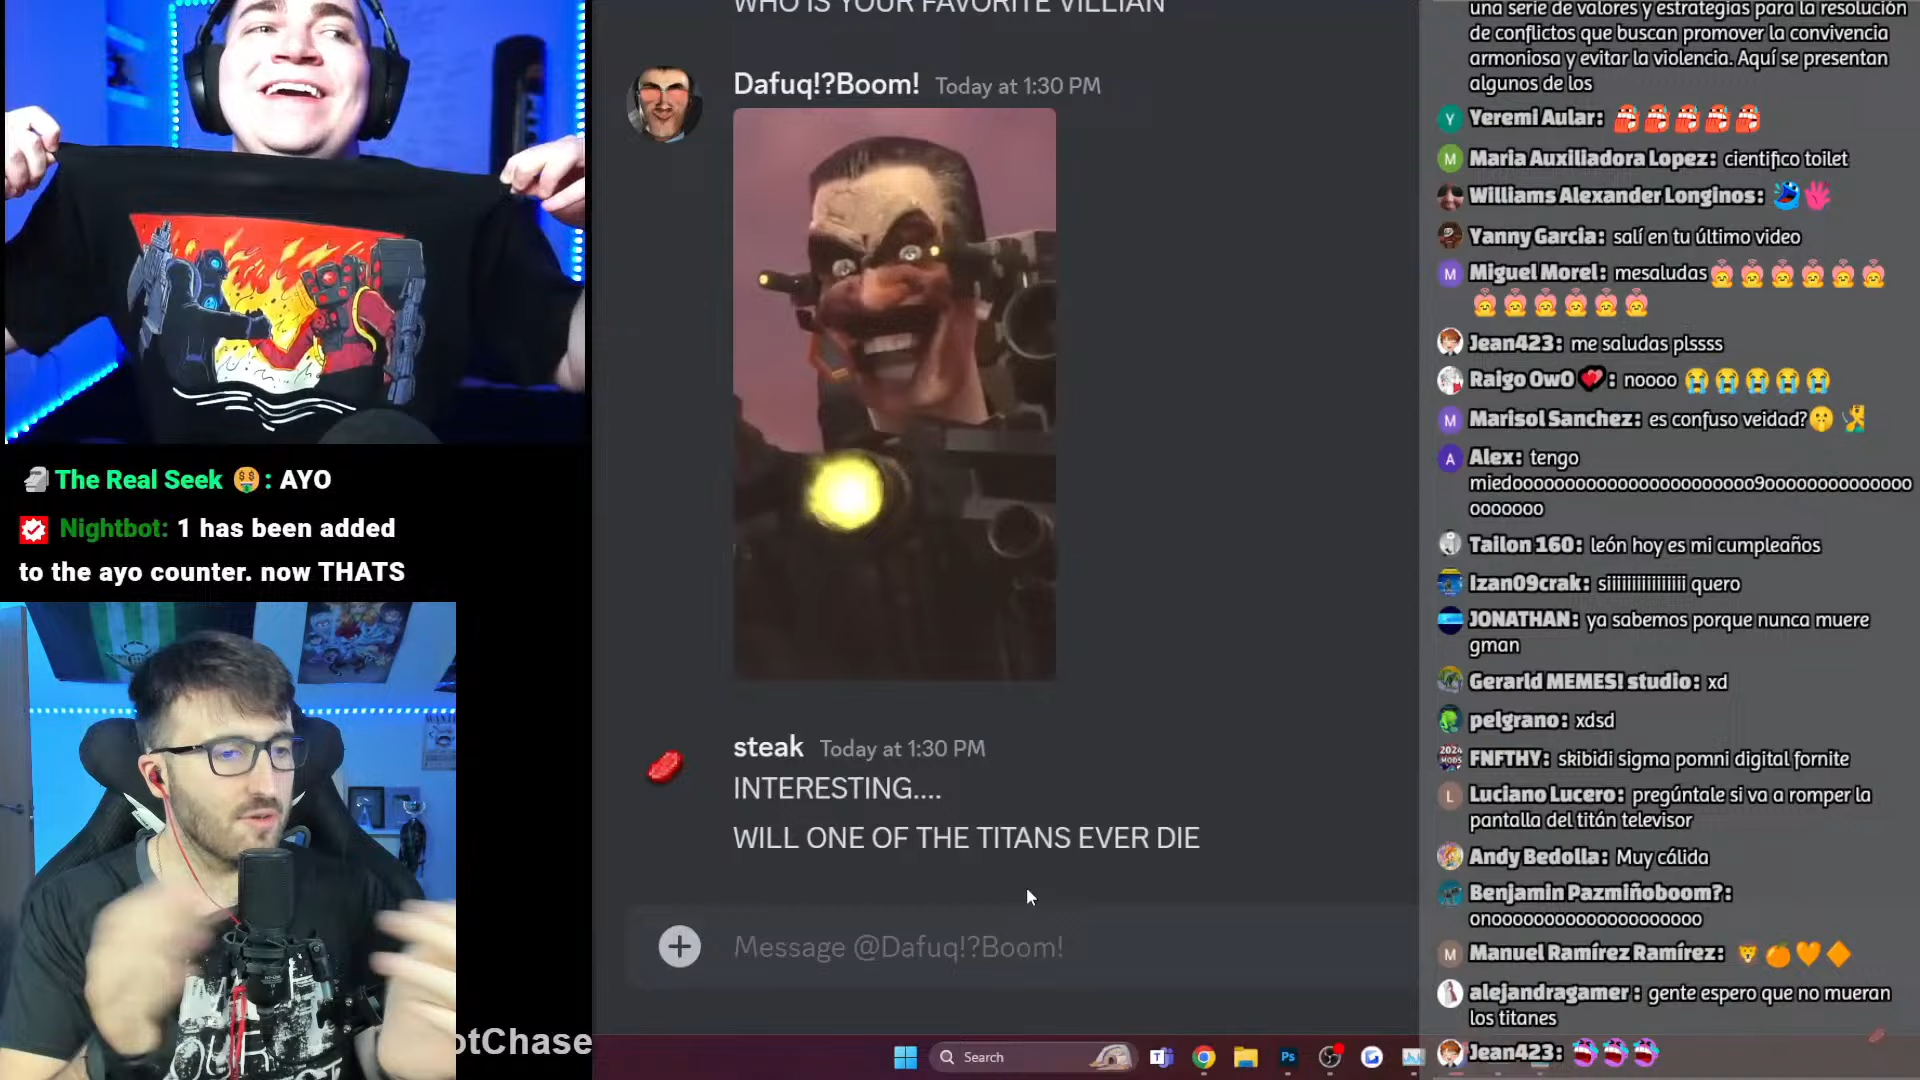 WHO IS YOUR FAVORITE VILLIAN
Dafuq!?Boom! Today at 1:30 PM
steak Today at 1:30 PM
INTERESTING....
WILL ONE OF THE TITANS EVER DIE
Message @Dafuq!?Boom!
The Real Seek 🤑: AYO
Nightbot: 1 has been added
to the ayo counter. now THATS
otChase
Search
una serie de valores y estrategias para la resolución
de conflictos que buscan promover la convivencia
armoniosa y evitar la violencia. Aquí se presentan
algunos de los
Yeremi Aular:
Maria Auxiliadora Lopez: cientifico toilet
Williams Alexander Longinos:
Yanny Garcia: salí en tu último video
Miguel Morel: mesaludas
Jean423: me saludas plssss
Raigo OwO💔: noooo 😭😭😭😭😭
Marisol Sanchez: es confuso veidad?
Alex: tengo
miedooooooooooooooooooooooo9oooooooooooooo
ooooooo
Tailon 160: león hoy es mi cumpleaños
Izan09crak: siiiiiiiiiiiiiii quero
JONATHAN: ya sabemos porque nunca muere
gman
Gerarld MEMES! studio: xd
pelgrano: xdsd
FNFTHY: skibidi sigma pomni digital fornite
Luciano Lucero: pregúntale si va a romper la
pantalla del titán televisor
Andy Bedolla: Muy cálida
Benjamin Pazmiñoboom?:
onoooooooooooooooooooo
Manuel Ramírez Ramírez: 🍊🧡🔶
alejandragamer : gente espero que no mueran
los titanes
Jean423: